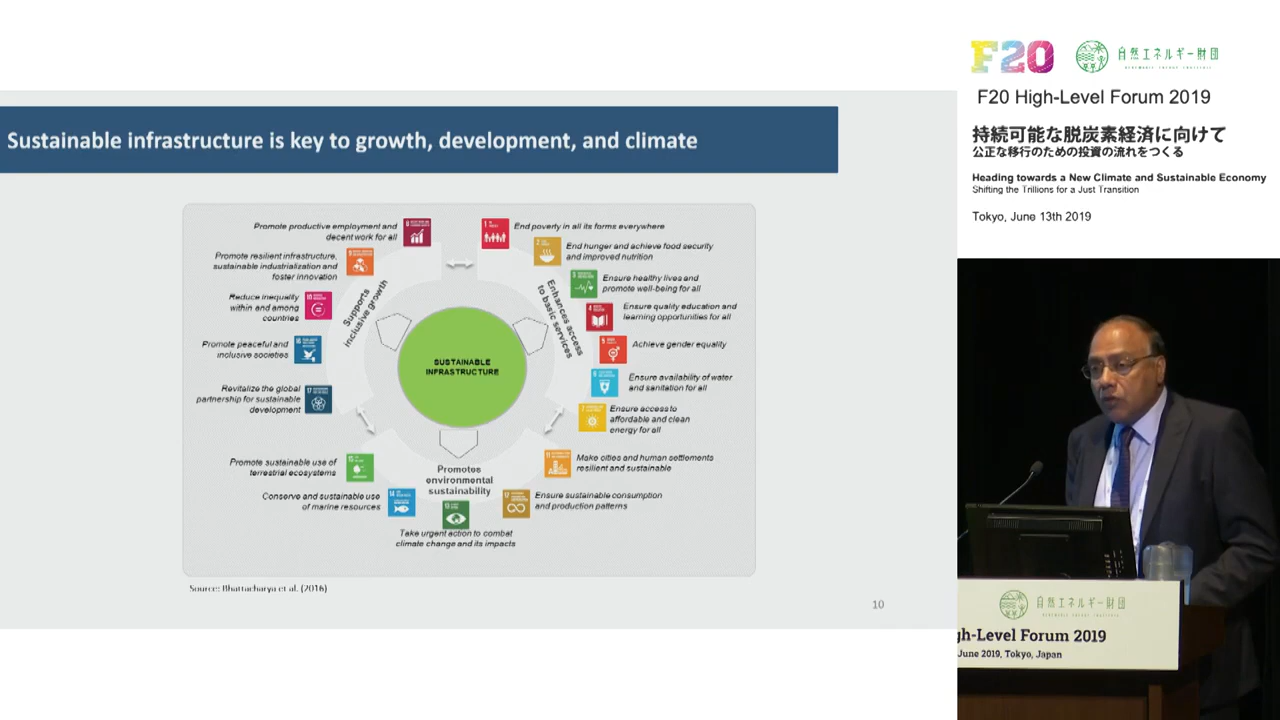 Sustainable infrastructure is key to growth, development, and climate
Promote productive employment and
decent work for all
Promote resilient infrastructure,
sustainable industrialization and
foster innovation
Reduce inequality
within and among
countries
Promote peaceful and
inclusive societies
Revitalize the global
partnership for sustainable
development
Promote sustainable use of
terrestrial ecosystems
Conserve and sustainable use
of marine resources
Take urgent action to combat
climate change and its impacts
End poverty in all its forms everywhere
End hunger and achieve food security
and improved nutrition
Ensure healthy lives and
promote well-being for all
Ensure quality education and
learning opportunities for all
Achieve gender equality
Ensure availability of water
and sanitation for all
Ensure access to
affordable and clean
energy for all
Make cities and human settlements
resilient and sustainable
Ensure sustainable consumption
and production patterns
Supports
inclusive growth
Enhances access
to basic services
Promotes
environmental
sustainability
SUSTAINABLE
INFRASTRUCTURE
Source: Bhattacharya et al. (2016)
10
F20
自然エネルギー財団
RENEWABLE ENERGY INSTITUTE
F20 High-Level Forum 2019
持続可能な脱炭素経済に向けて
公正な移行のための投資の流れをつくる
Heading towards a New Climate and Sustainable Economy
Shifting the Trillions for a Just Transition
Tokyo, June 13th 2019
自然エネルギー財団
gh-Level Forum 2019
June 2019, Tokyo, Japan